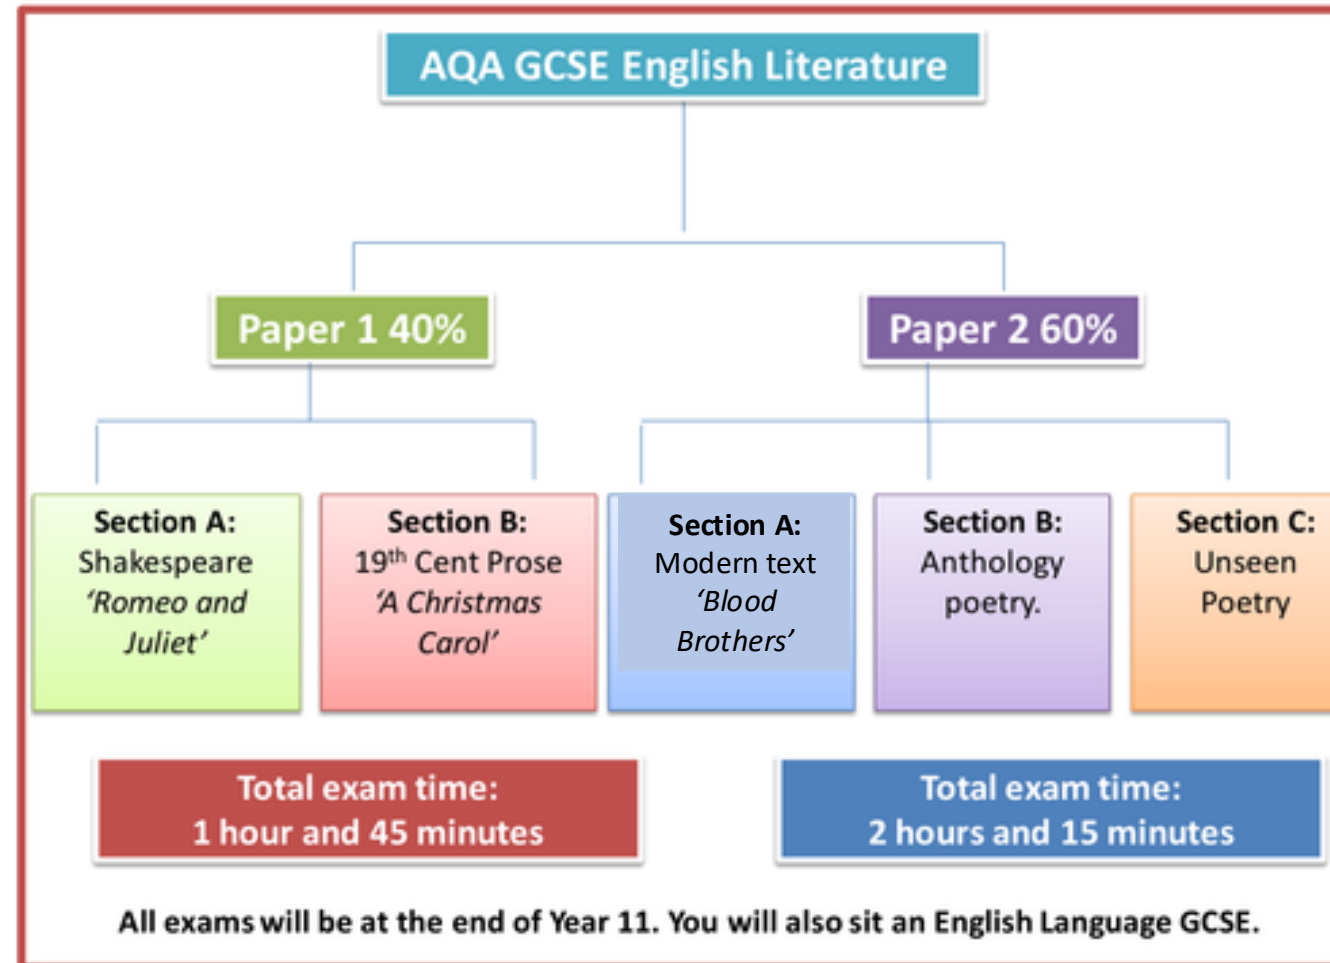 AQA GCSE English Literature
Paper 1 40%
Paper 2 60%
Section A:
Shakespeare
‘Romeo and
Juliet’
Section B:
19th Cent Prose
‘A Christmas
Carol’
Section A:
Modern text
‘Blood
Brothers’
Section B:
Anthology
poetry.
Section C:
Unseen
Poetry
Total exam time:
1 hour and 45 minutes
Total exam time:
2 hours and 15 minutes
All exams will be at the end of Year 11. You will also sit an English Language GCSE.